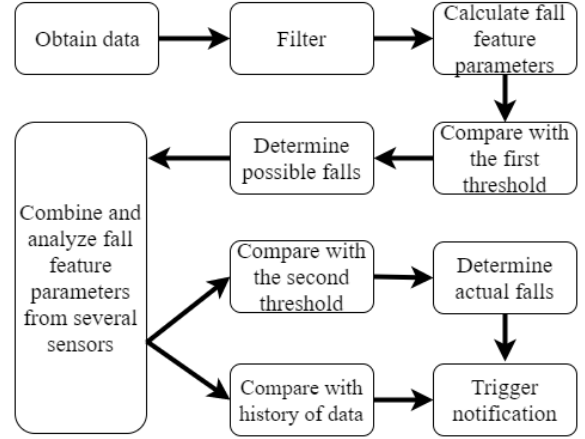 Obtain data
Filter
Calculate fall
feature
parameters
Compare with
the first
threshold
Determine
possible falls
Combine and
analyze fall
feature
parameters
from several
sensors
Compare with
the second
threshold
Determine
actual falls
Compare with
history of data
Trigger
notification